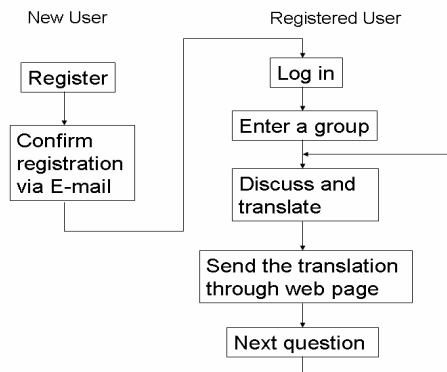 New User
Registered User
Register
Confirm
registration
via E-mail
Log in
Enter a group
Discuss and
translate
Send the translation
through web page
Next question